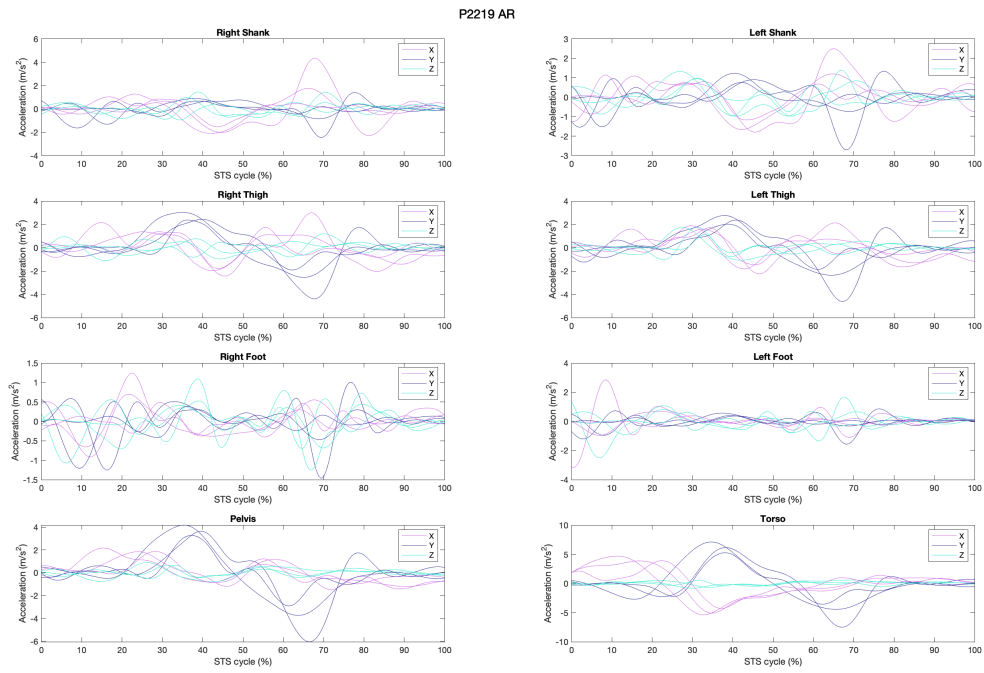 P2219 AR
Right Shank
Acceleration (m/s²)
6
4
2
0
-2
-4
0 10 20 30 40 50 60 70 80 90 100
STS cycle (%)
X
Y
Z
Left Shank
Acceleration (m/s²)
3
2
1
0
-1
-2
-3
0 10 20 30 40 50 60 70 80 90 100
STS cycle (%)
X
Y
Z
Right Thigh
Acceleration (m/s²)
4
2
0
-2
-4
-6
0 10 20 30 40 50 60 70 80 90 100
STS cycle (%)
X
Y
Z
Left Thigh
Acceleration (m/s²)
4
2
0
-2
-4
-6
0 10 20 30 40 50 60 70 80 90 100
STS cycle (%)
X
Y
Z
Right Foot
Acceleration (m/s²)
1.5
1
0.5
0
-0.5
-1
-1.5
0 10 20 30 40 50 60 70 80 90 100
STS cycle (%)
X
Y
Z
Left Foot
Acceleration (m/s²)
4
2
0
-2
-4
0 10 20 30 40 50 60 70 80 90 100
STS cycle (%)
X
Y
Z
Pelvis
Acceleration (m/s²)
4
2
0
-2
-4
-6
0 10 20 30 40 50 60 70 80 90 100
STS cycle (%)
X
Y
Z
Torso
Acceleration (m/s²)
10
5
0
-5
-10
0 10 20 30 40 50 60 70 80 90 100
STS cycle (%)
X
Y
Z